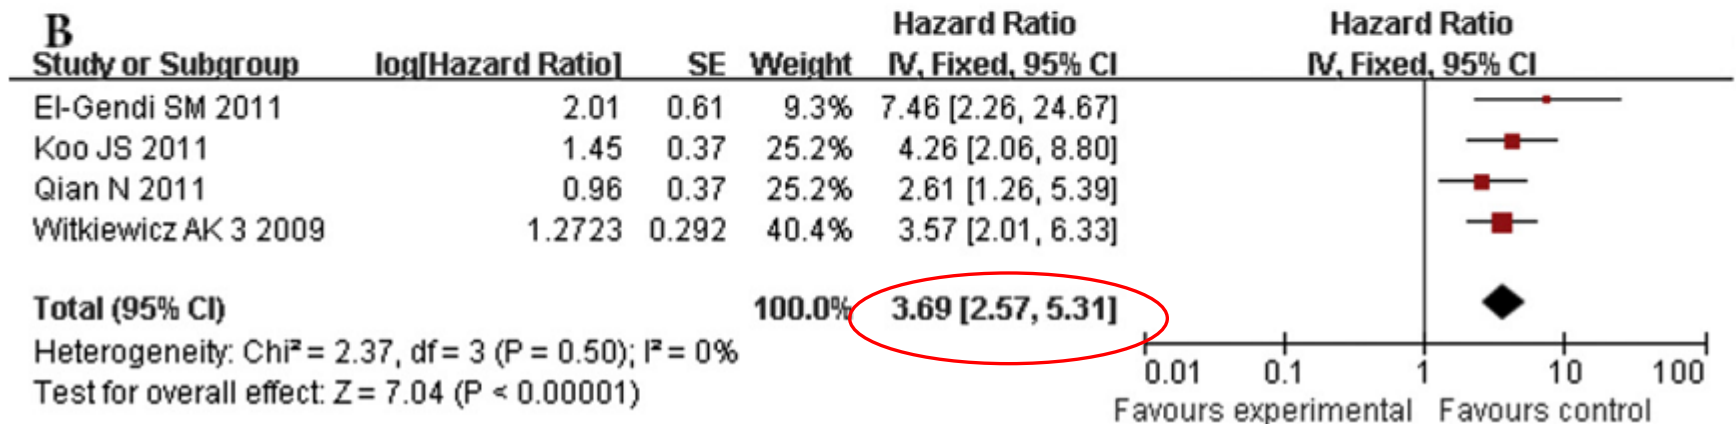 B
Hazard Ratio Hazard Ratio
Study or Subgroup log[Hazard Ratio] SE Weight IV, Fixed, 95% CI IV, Fixed, 95% CI
El-Gendi SM 2011 2.01 0.61 9.3% 7.46 [2.26, 24.67]
Koo JS 2011 1.45 0.37 25.2% 4.26 [2.06, 8.80]
Qian N 2011 0.96 0.37 25.2% 2.61 [1.26, 5.39]
Witkiewicz AK 3 2009 1.2723 0.292 40.4% 3.57 [2.01, 6.33]
Total (95% CI) 100.0% 3.69 [2.57, 5.31]
Heterogeneity: Chi² = 2.37, df = 3 (P = 0.50); I² = 0%
Test for overall effect: Z = 7.04 (P < 0.00001)
0.01 0.1 1 10 100
Favours experimental Favours control